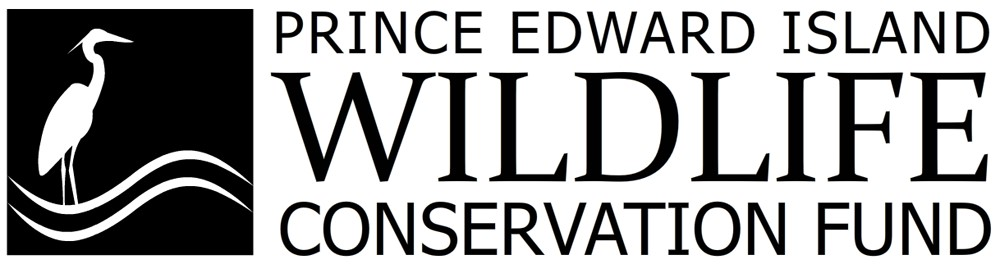 PRINCE EDWARD ISLAND
WILDLIFE
CONSERVATION FUND